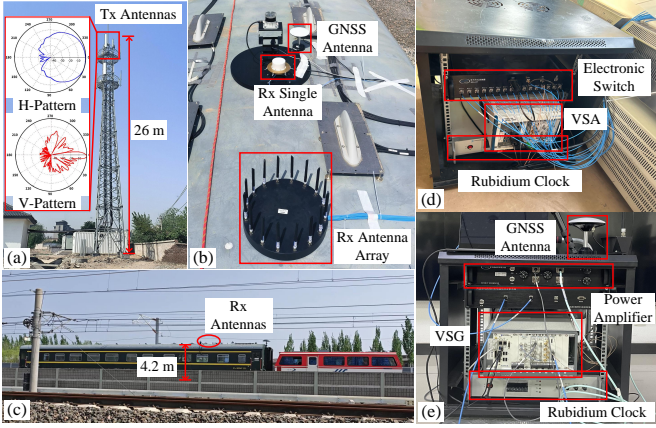 Tx Antennas
H-Pattern
V-Pattern
26 m
(a)
GNSS
Antenna
Rx Single
Antenna
Rx Antenna
Array
(b)
Rx
Antennas
4.2 m
(c)
Electronic
Switch
VSA
Rubidium Clock
(d)
GNSS
Antenna
Power
Amplifier
VSG
Rubidium Clock
(e)